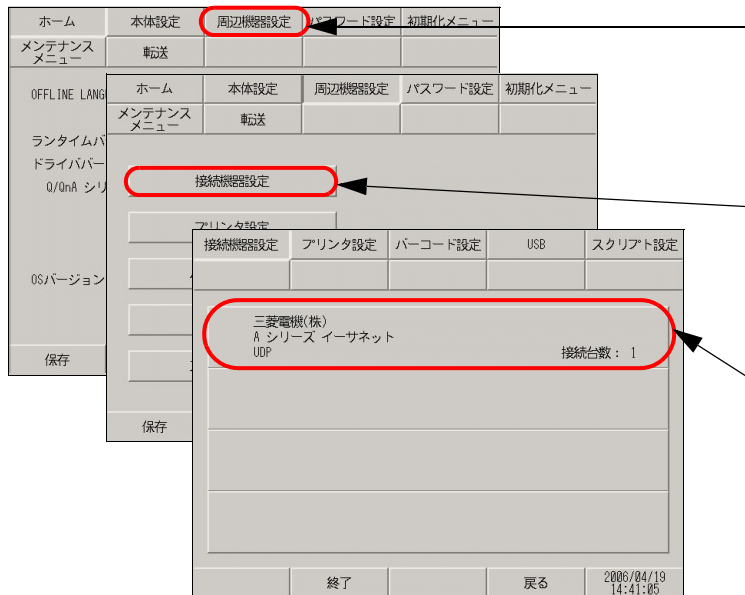 ホーム 本体設定 周辺機器設定 パスワード設定 初期化メニュー
メンテナンス
メニュー 転送
OFFLINE LANGU
ランタイムバ
ドライババー
Q/QnA シリ
OSバージョン
保存
ホーム 本体設定 周辺機器設定 パスワード設定 初期化メニュー
メンテナンス
メニュー 転送
接続機器設定
プリンタ設定
保存
接続機器設定 プリンタ設定 バーコード設定 USB スクリプト設定
三菱電機(株)
A シリーズ イーサネット
UDP 接続台数: 1
終了 戻る 2006/04/19
14:41:05